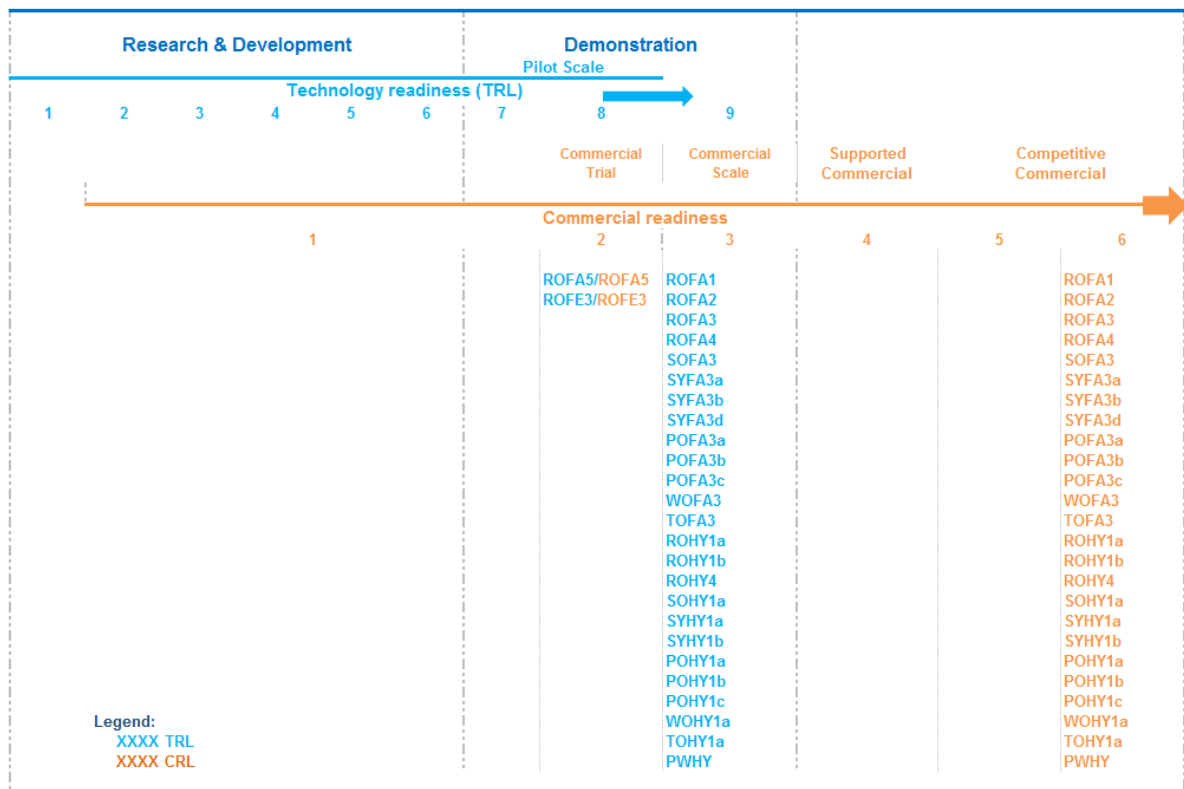 Research & Development Demonstration
Pilot Scale
Technology readiness (TRL)
1 2 3 4 5 6 7 8 9
Commercial Trial Commercial Scale Supported Commercial Competitive Commercial
Commercial readiness
1 2 3 4 5 6
ROFA5/ROFA5 ROFA1 ROFA1
ROFE3/ROFE3 ROFA2 ROFA2
ROFA3 ROFA3
ROFA4 ROFA4
SOFA3 SOFA3
SYFA3a SYFA3a
SYFA3b SYFA3b
SYFA3d SYFA3d
POFA3a POFA3a
POFA3b POFA3b
POFA3c POFA3c
WOFA3 WOFA3
TOFA3 TOFA3
ROHY1a ROHY1a
ROHY1b ROHY1b
ROHY4 ROHY4
SOHY1a SOHY1a
SYHY1a SYHY1a
SYHY1b SYHY1b
POHY1a POHY1a
POHY1b POHY1b
POHY1c POHY1c
Legend: WOHY1a WOHY1a
XXXX TRL TOHY1a TOHY1a
XXXX CRL PWHY PWHY